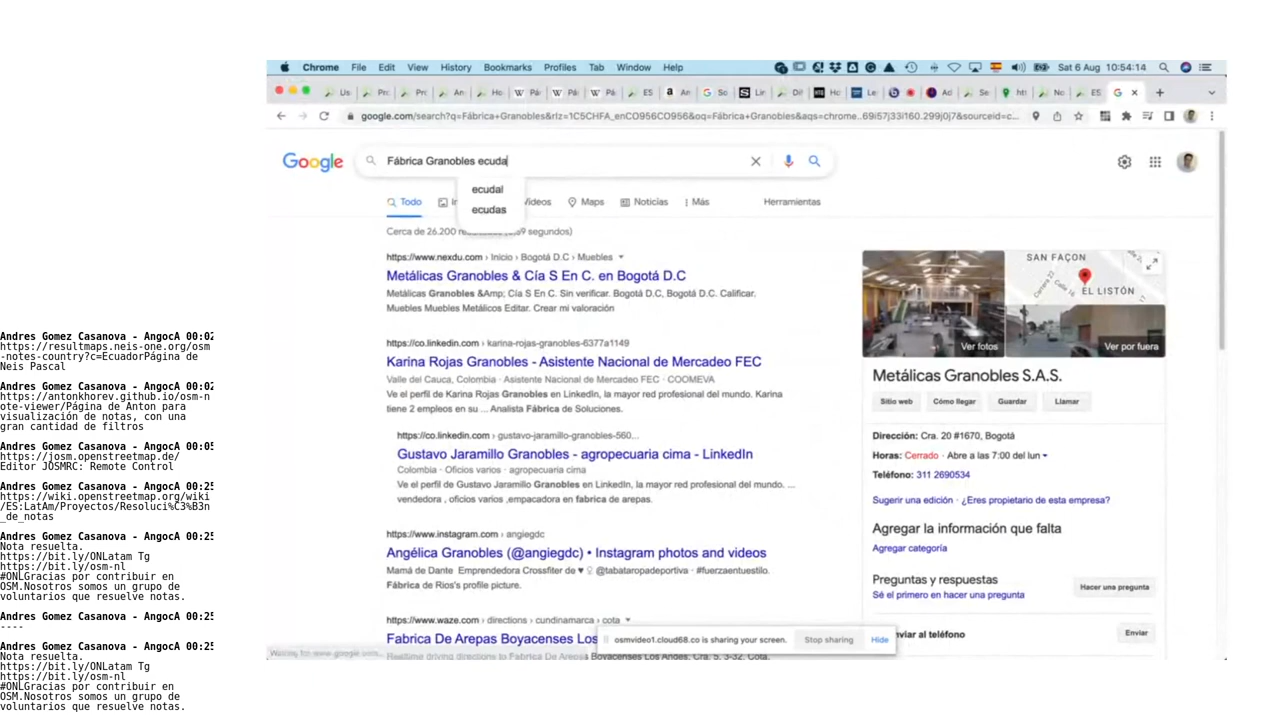 Andres Gomez Casanova - AngocA 00:02
https://resultmaps.neis-one.org/osm
-notes-country?c=EcuadorPágina de
Neis Pascal
Andres Gomez Casanova - AngocA 00:02
https://antonkhorev.github.io/osm-n
ote-viewer/Página de Anton para
visualización de notas, con una
gran cantidad de filtros
Andres Gomez Casanova - AngocA 00:05
https://josm.openstreetmap.de/
Editor JOSMRC: Remote Control
Andres Gomez Casanova - AngocA 00:25
https://wiki.openstreetmap.org/wiki
/ES:LatAm/Proyectos/Resoluci%C3%B3n
_de_notas
Andres Gomez Casanova - AngocA 00:25
Nota resuelta.
https://bit.ly/ONLatam Tg
https://bit.ly/osm-nl
#ONLGracias por contribuir en
OSM.Nosotros somos un grupo de
voluntarios que resuelve notas.
Andres Gomez Casanova - AngocA 00:25
----
Andres Gomez Casanova - AngocA 00:25
Nota resuelta.
https://bit.ly/ONLatam Tg
https://bit.ly/osm-nl
#ONLGracias por contribuir en
OSM.Nosotros somos un grupo de
voluntarios que resuelve notas.
Chrome File Edit View History Bookmarks Profiles Tab Window Help Sat 6 Aug 10:54:14
google.com/search?q=Fábrica+Granobles&rlz=1C5CHFA_enCO956CO956&oq=Fábrica+Granobles&aqs=chrome..69i57j33i160.299j0j7&sourceid=c...
Google Fábrica Granobles ecuda
ecudal
ecudas
Todo Videos Maps Noticias Más Herramientas
Cerca de 26.200 segundos)
https://www.nexdu.com › Inicio › Bogotá D.C › Muebles
Metálicas Granobles & Cía S En C. en Bogotá D.C
Metálicas Granobles &Amp; Cía S En C. Sin verificar. Bogotá D.C, Bogotá D.C. Calificar.
Muebles Muebles Metálicos Editar. Crear mi valoración
https://co.linkedin.com › karina-rojas-granobles-6377a1149
Karina Rojas Granobles - Asistente Nacional de Mercadeo FEC
Valle del Cauca, Colombia · Asistente Nacional de Mercadeo FEC · COOMEVA
Ve el perfil de Karina Rojas Granobles en LinkedIn, la mayor red profesional del mundo. Karina
tiene 2 empleos en su ... Analista Fábrica de Soluciones.
https://co.linkedin.com › gustavo-jaramillo-granobles-560...
Gustavo Jaramillo Granobles - agropecuaria cima - LinkedIn
Colombia · Oficios varios · agropecuaria cima
Ve el perfil de Gustavo Jaramillo Granobles en LinkedIn, la mayor red profesional del mundo. ...
vendedora , oficios varios ,empacadora en fabrica de arepas.
https://www.instagram.com › angiegdc
Angélica Granobles (@angiegdc) • Instagram photos and videos
Mamá de Dante Emprendedora Crossfiter de ♥ ♀ @tabataropadeportiva · #fuerzaentuestilo.
Fábrica de Rios's profile picture.
https://www.waze.com › directions › cundinamarca › cota
Fabrica De Arepas Boyacenses Los
Realtime driving directions to Fabrica De Arepas Boyacenses Los Andes, Cra. 5, 3-32, Cota.
SAN FAÇON
EL LISTÓN
Ver fotos
Ver por fuera
Metálicas Granobles S.A.S.
Sitio web Cómo llegar Guardar Llamar
Dirección: Cra. 20 #1670, Bogotá
Horas: Cerrado · Abre a las 7:00 del lun
Teléfono: 311 2690534
Sugerir una edición · ¿Eres propietario de esta empresa?
Agregar la información que falta
Agregar categoría
Preguntas y respuestas
Sé el primero en hacer una pregunta
Hacer una pregunta
nviar al teléfono
Enviar
osmvideo1.cloud68.co is sharing your screen. Stop sharing Hide